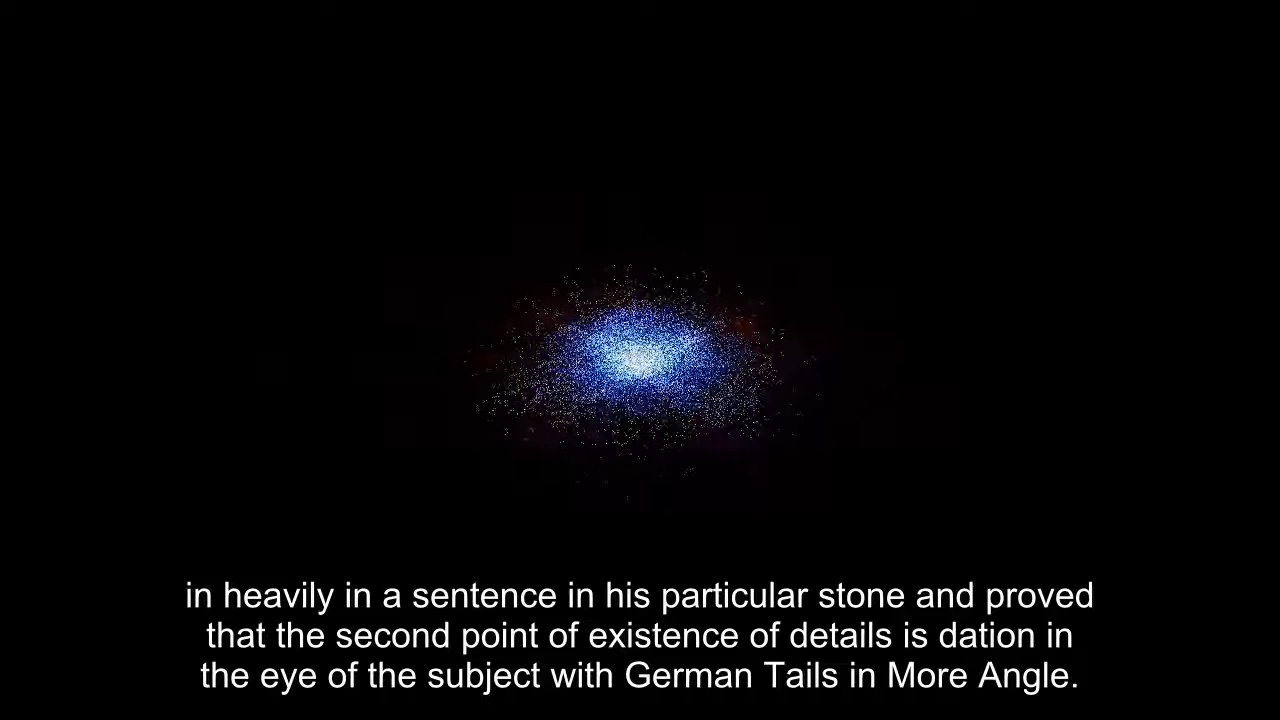 in heavily in a sentence in his particular stone and proved
that the second point of existence of details is dation in
the eye of the subject with German Tails in More Angle.